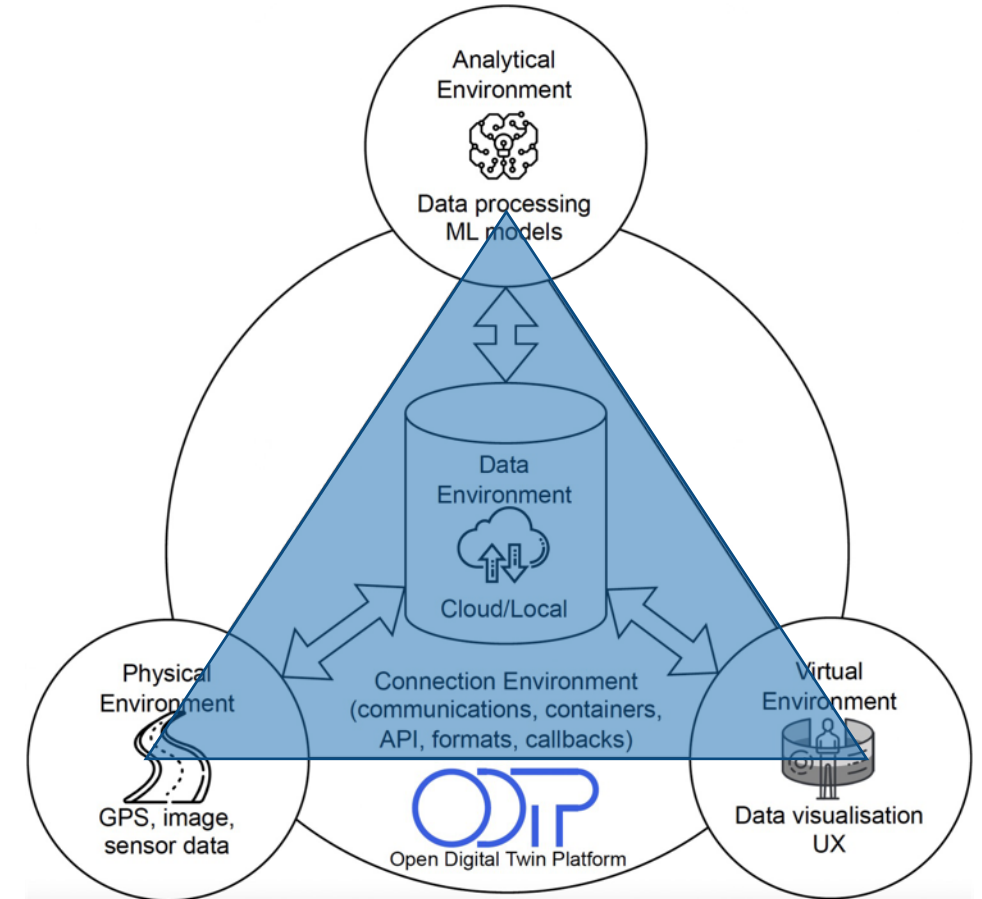 Analytical
Environment
Data processing
ML models
Data
Environment
Cloud/Local
Physical
Environment
GPS, image,
sensor data
Connection Environment
(communications, containers,
API, formats, callbacks)
Virtual
Environment
Data visualisation
UX
ODTP
Open Digital Twin Platform